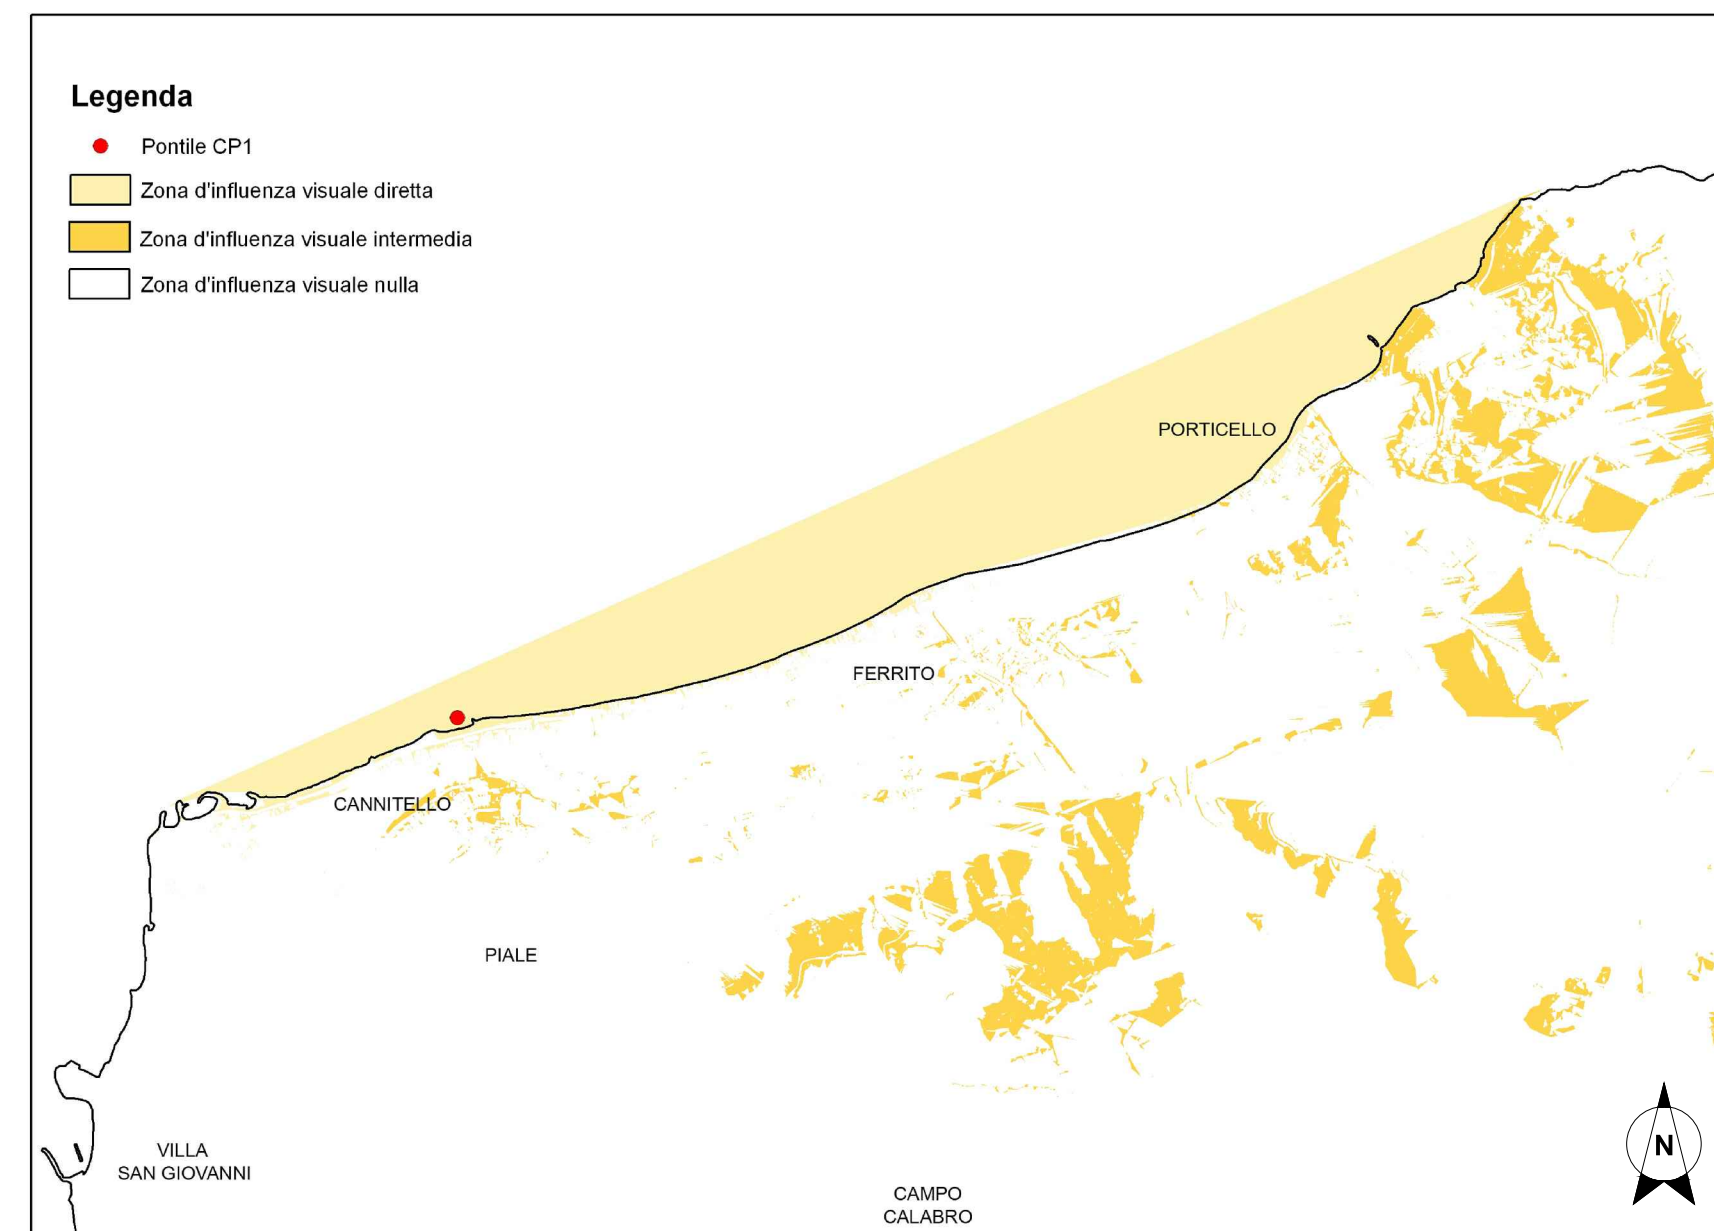 Legenda
Pontile CP1
Zona d'influenza visuale diretta
Zona d'influenza visuale intermedia
Zona d'influenza visuale nulla
PORTICELLO
FERRITO
CANNITELLO
PIALE
VILLA
SAN GIOVANNI
CAMPO
CALABRO
N